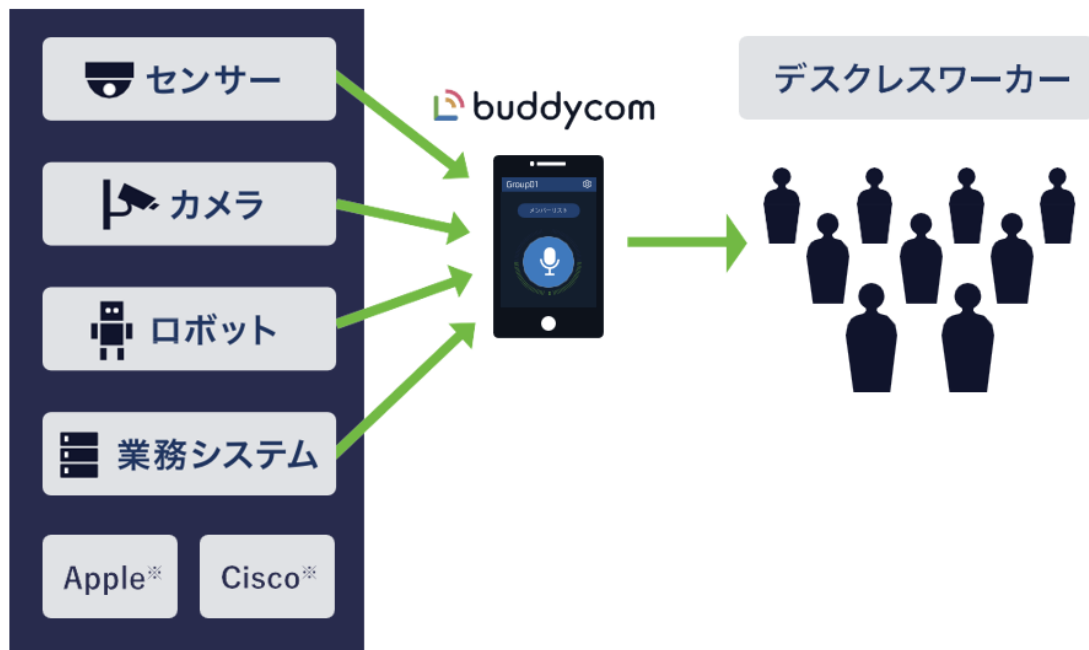 センサー
カメラ
ロボット
業務システム
Apple※
Cisco※
buddycom
Group01
メンバーリスト
デスクレスワーカー